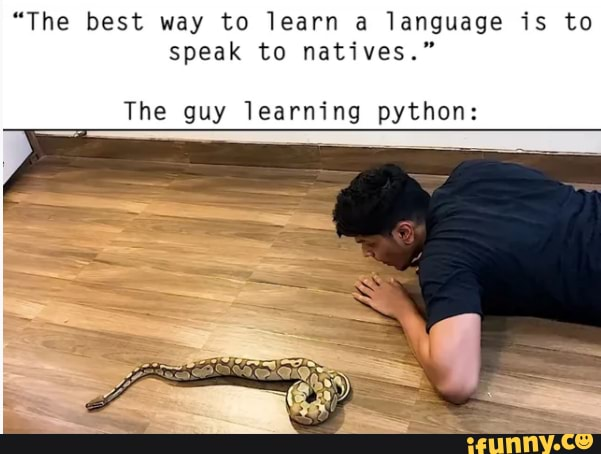 "The best way to learn a language is to
speak to natives."
The guy learning python:
ifunny.co